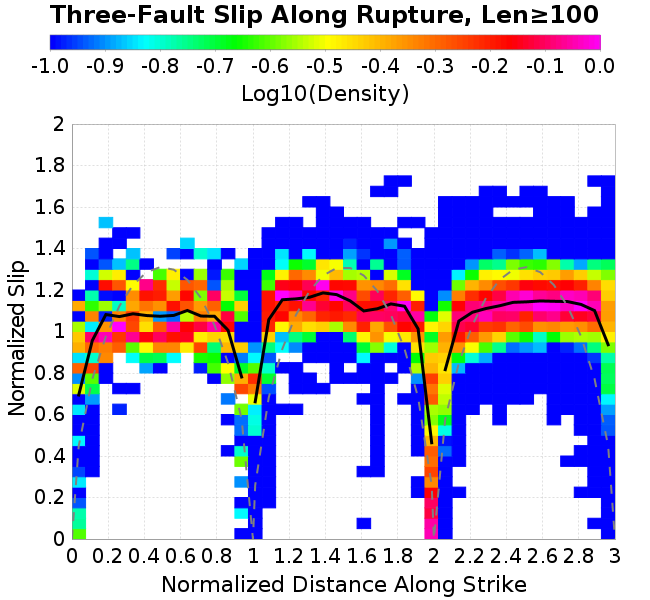 Three-Fault Slip Along Rupture, Len≥100
-1.0 -0.9 -0.8 -0.7 -0.6 -0.5 -0.4 -0.3 -0.2 -0.1 0.0
Log10(Density)
2
1.8
1.6
1.4
1.2
1
0.8
0.6
0.4
0.2
0
Normalized Slip
0 0.2 0.4 0.6 0.8 1 1.2 1.4 1.6 1.8 2 2.2 2.4 2.6 2.8 3
Normalized Distance Along Strike